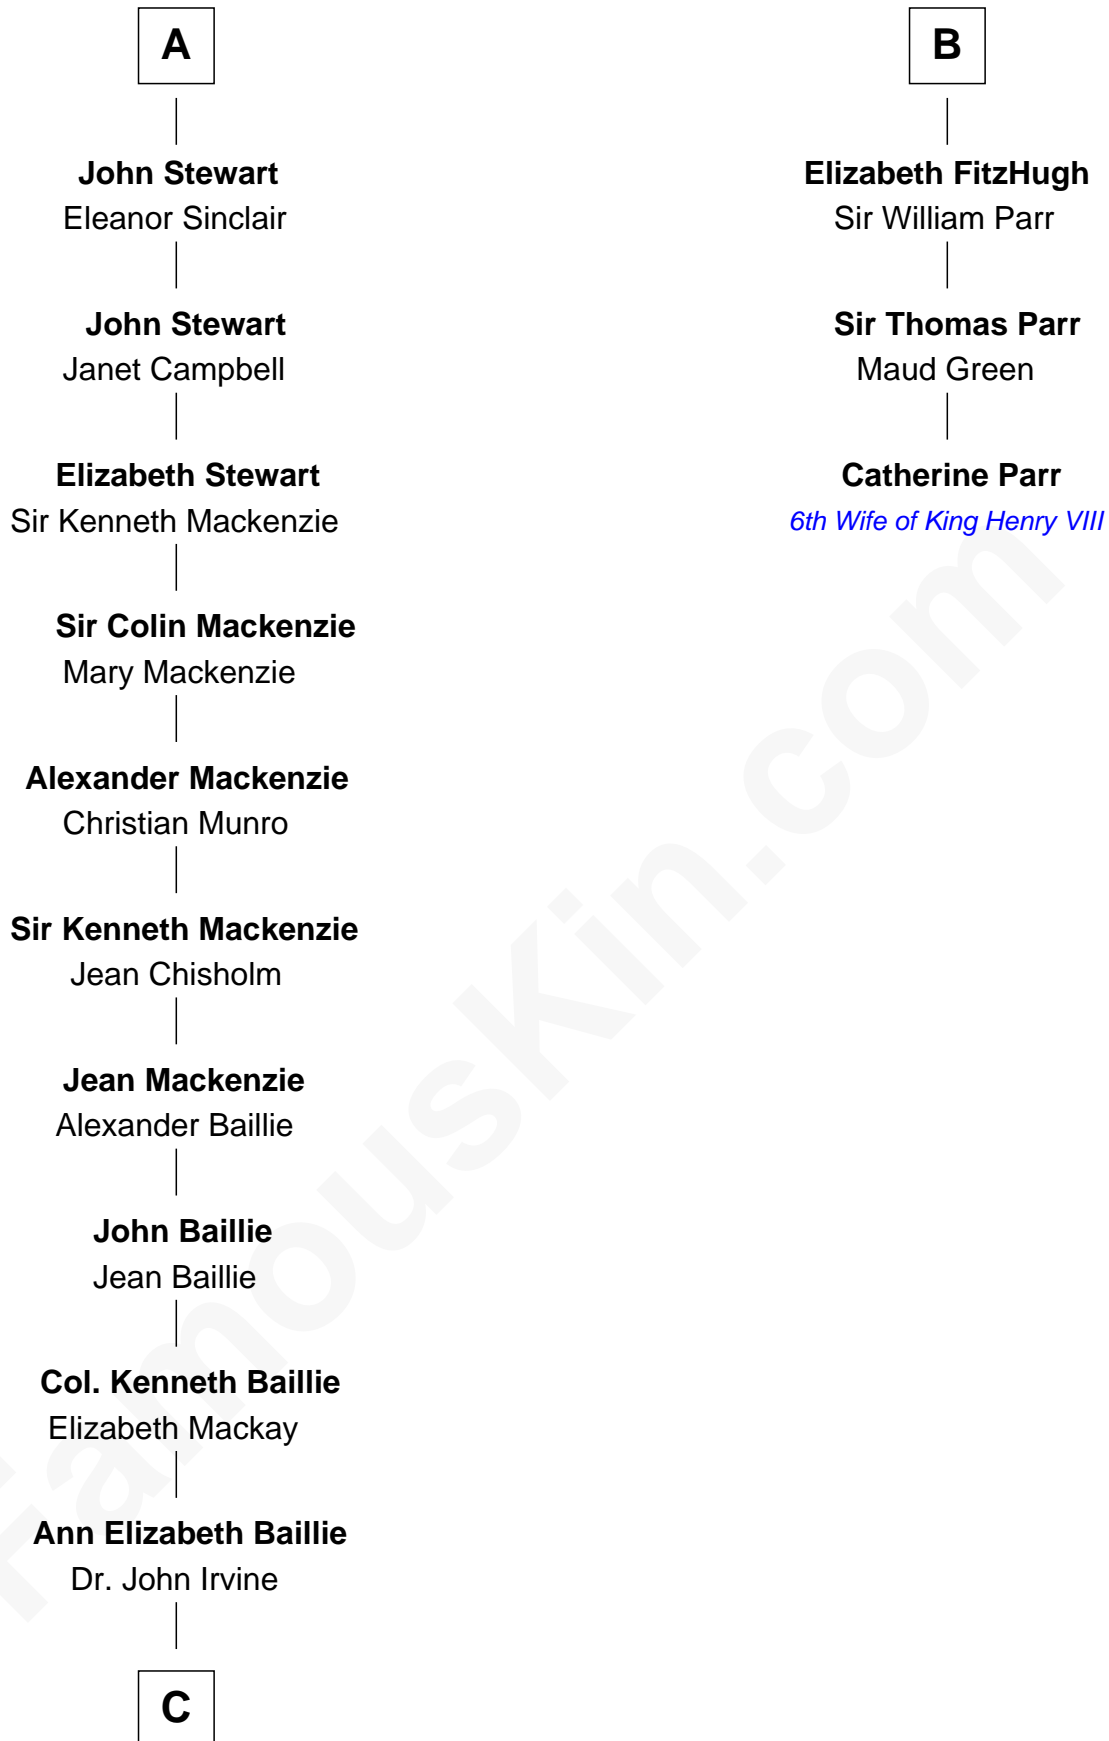 A
John Stewart
Eleanor Sinclair
John Stewart
Janet Campbell
Elizabeth Stewart
Sir Kenneth Mackenzie
Sir Colin Mackenzie
Mary Mackenzie
Alexander Mackenzie
Christian Munro
Sir Kenneth Mackenzie
Jean Chisholm
Jean Mackenzie
Alexander Baillie
John Baillie
Jean Baillie
Col. Kenneth Baillie
Elizabeth Mackay
Ann Elizabeth Baillie
Dr. John Irvine
C
B
Elizabeth FitzHugh
Sir William Parr
Sir Thomas Parr
Maud Green
Catherine Parr
6th Wife of King Henry VIII
FamousKin.com